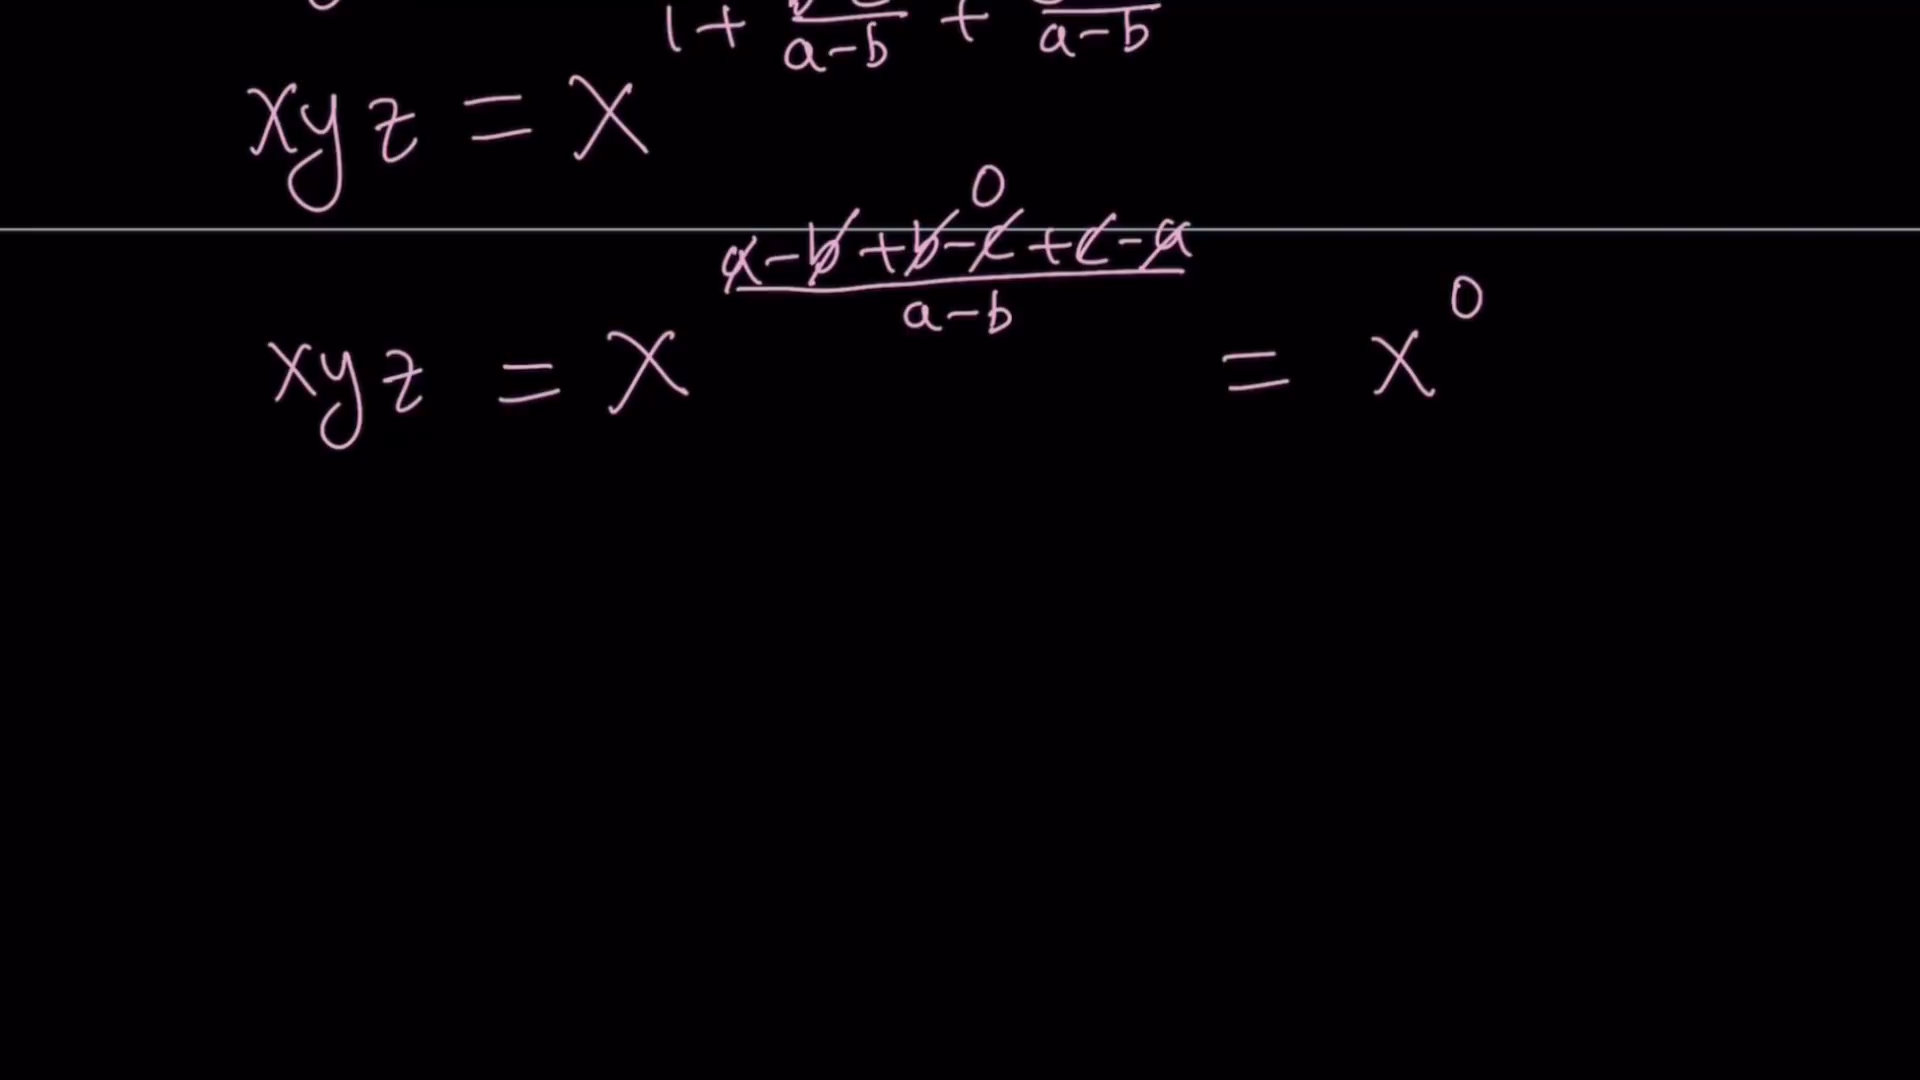 1 + ─/a-b + ─/a-b
xyz = x
0
a-b+b-c+c-a
xyz = x ─/a-b = x^0